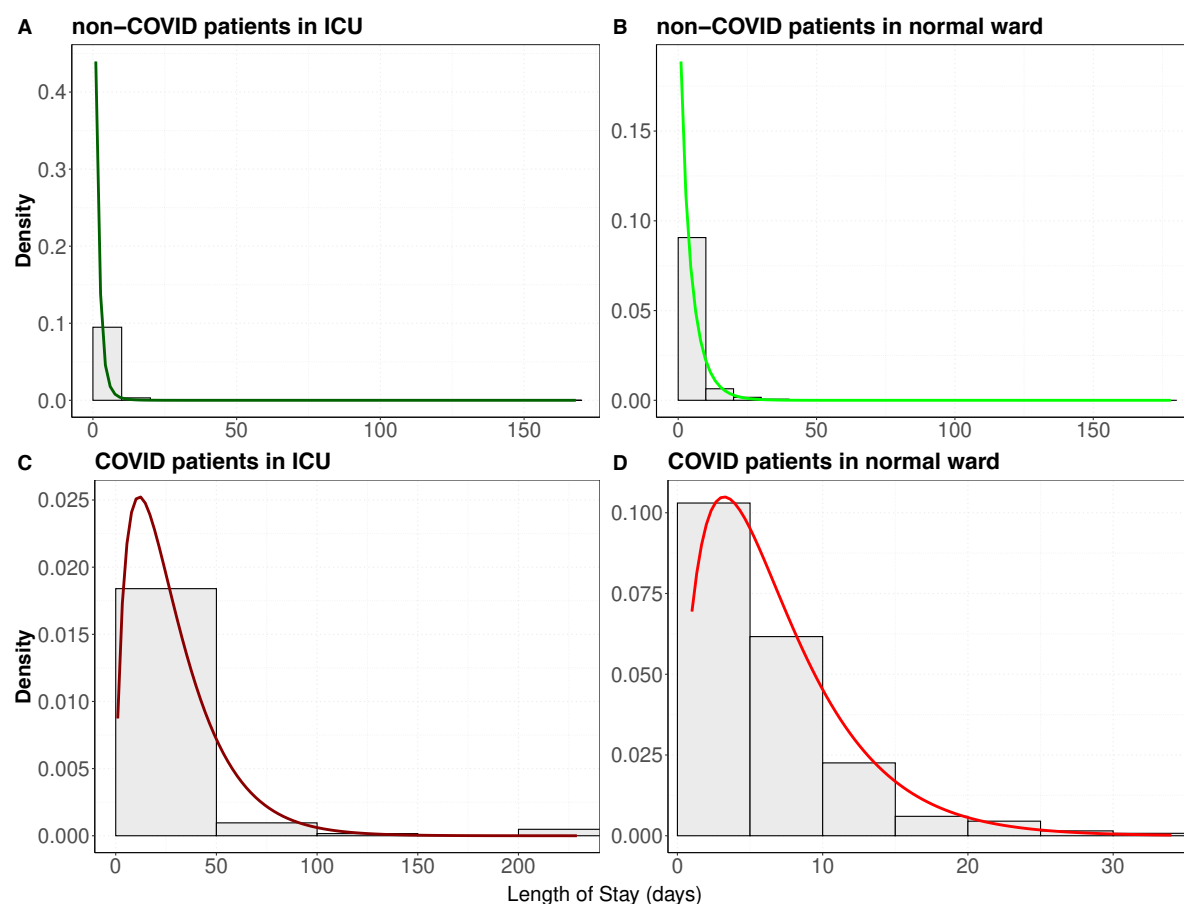 A non−COVID patients in ICU
B non−COVID patients in normal ward
Density
0.4
0.3
0.2
0.1
0.0
0 50 100 150
0.15
0.10
0.05
0.00
0 50 100 150
C COVID patients in ICU
D COVID patients in normal ward
Density
0.025
0.020
0.015
0.010
0.005
0.000
0 50 100 150 200
0.100
0.075
0.050
0.025
0.000
0 10 20 30
Length of Stay (days)